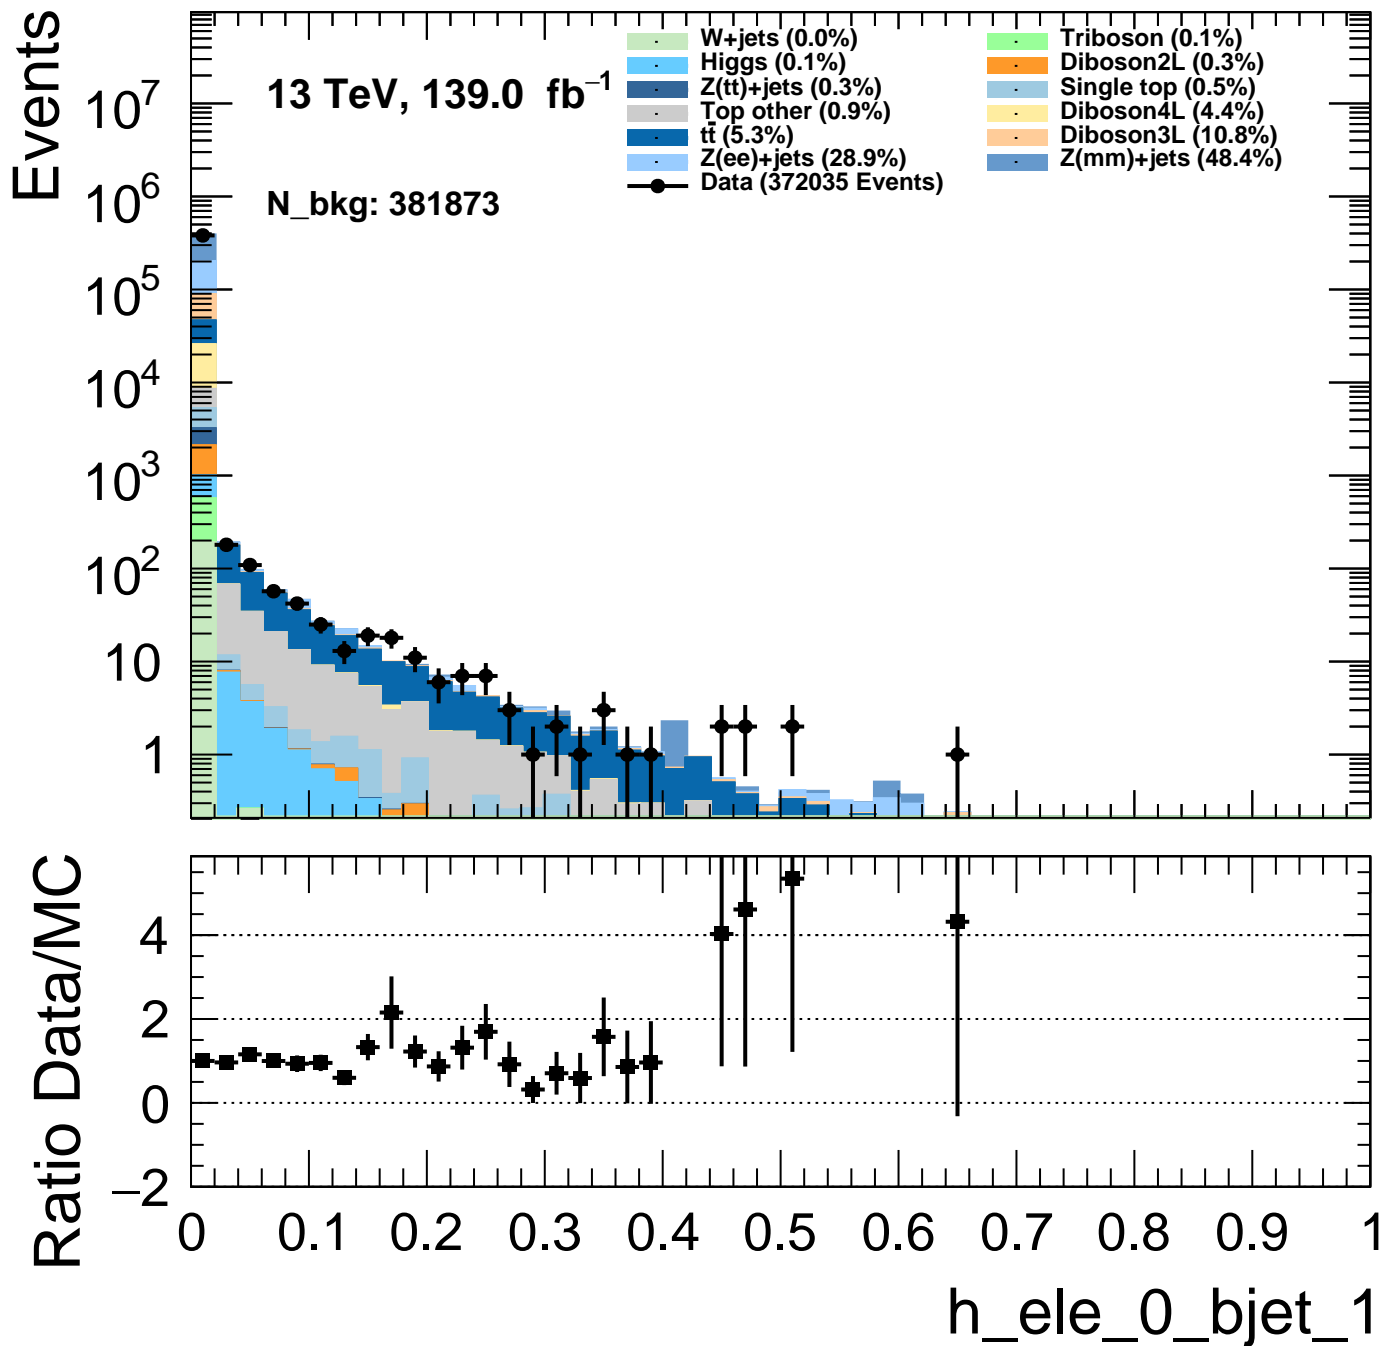 Events
10⁷
10⁶
10⁵
10⁴
10³
10²
10
1
13 TeV, 139.0 fb⁻¹
N_bkg: 381873
W+jets (0.0%)
Higgs (0.1%)
Z(tt)+jets (0.3%)
Top other (0.9%)
tt̄ (5.3%)
Z(ee)+jets (28.9%)
Data (372035 Events)
Triboson (0.1%)
Diboson2L (0.3%)
Single top (0.5%)
Diboson4L (4.4%)
Diboson3L (10.8%)
Z(mm)+jets (48.4%)
Ratio Data/MC
4
2
0
−2
0 0.1 0.2 0.3 0.4 0.5 0.6 0.7 0.8 0.9 1
h_ele_0_bjet_1